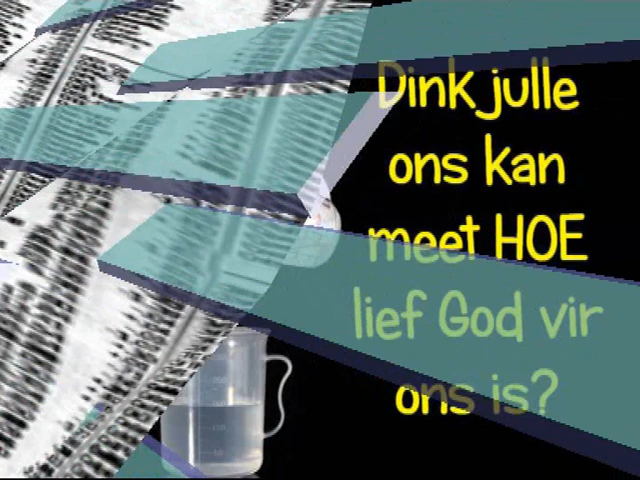 Dink julle
ons kan
meet HOE
lief God vir
ons is?